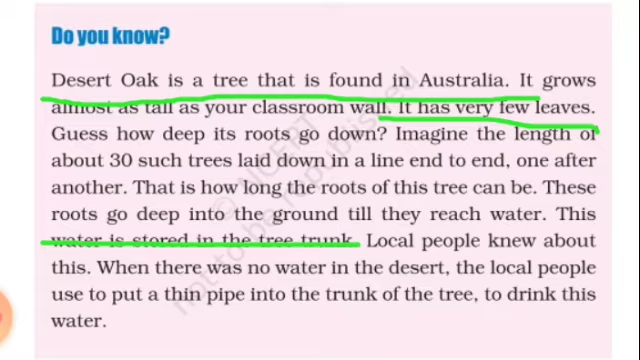 Do you know?
Desert Oak is a tree that is found in Australia. It grows
almost as tall as your classroom wall. It has very few leaves.
Guess how deep its roots go down? Imagine the length of
about 30 such trees laid down in a line end to end, one after
another. That is how long the roots of this tree can be. These
roots go deep into the ground till they reach water. This
water is stored in the tree trunk. Local people knew about
this. When there was no water in the desert, the local people
use to put a thin pipe into the trunk of the tree, to drink this
water.
© NCERT
not to be republished